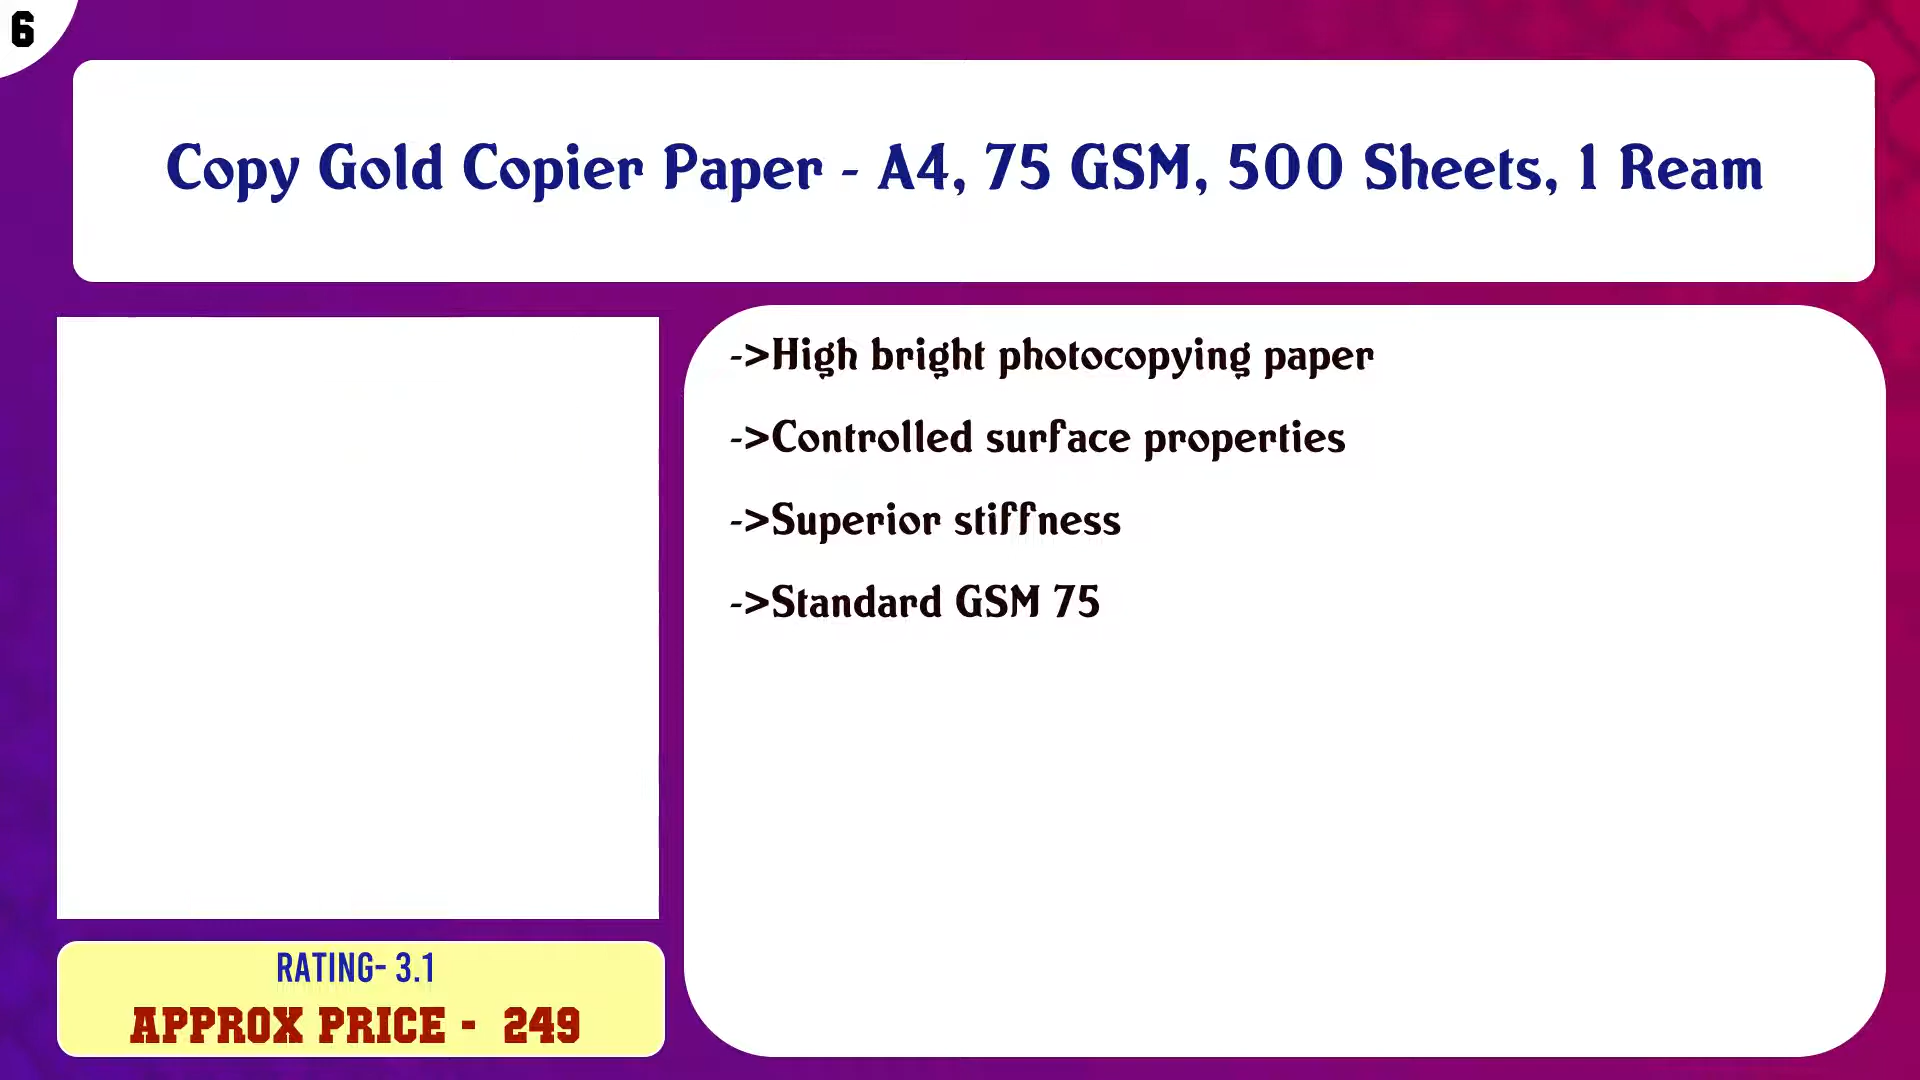 6
Copy Gold Copier Paper - A4, 75 GSM, 500 Sheets, 1 Ream
->High bright photocopying paper
->Controlled surface properties
->Superior stiffness
->Standard GSM 75
RATING- 3.1
APPROX PRICE - 249